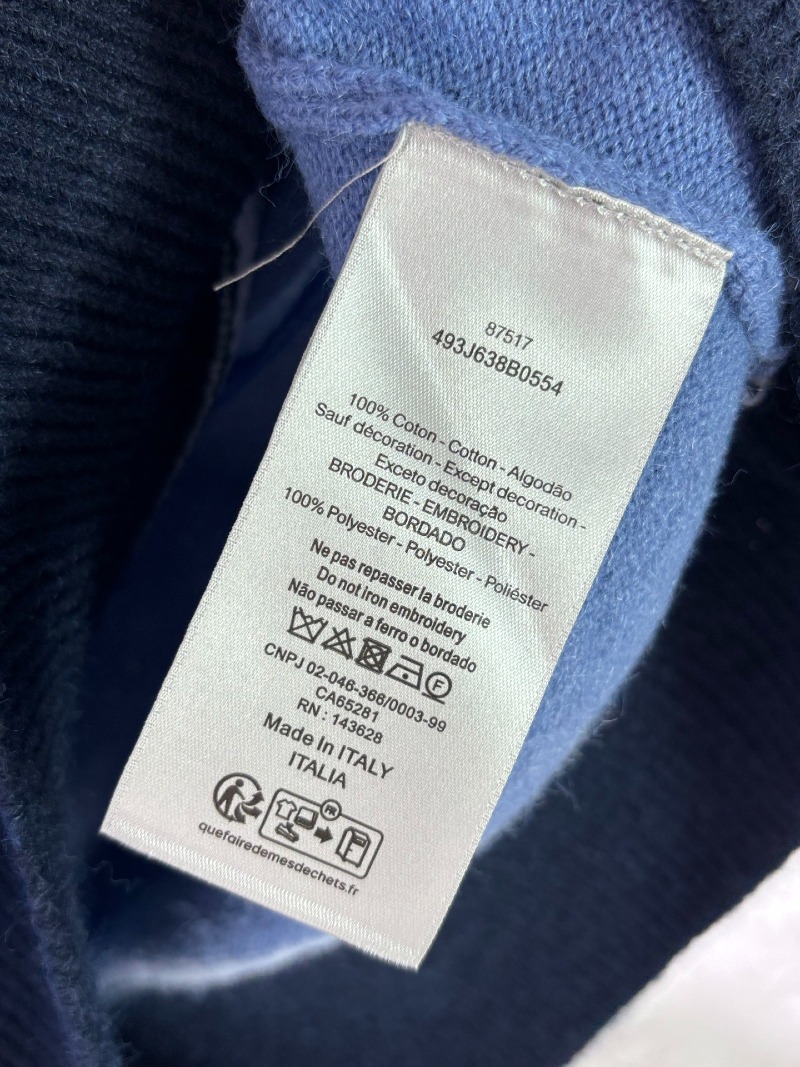 87517
493J638B0554
100% Coton - Cotton - Algodão
Sauf décoration - Except decoration -
Exceto decoração
BRODERIE - EMBROIDERY -
BORDADO
100% Polyester - Polyester - Poliéster
Ne pas repasser la broderie
Do not iron embroidery
Não passar a ferro o bordado
F
CNPJ 02-046-366/0003-99
CA65281
RN : 143628
Made In ITALY
ITALIA
FR
quefairedemesdechets.fr